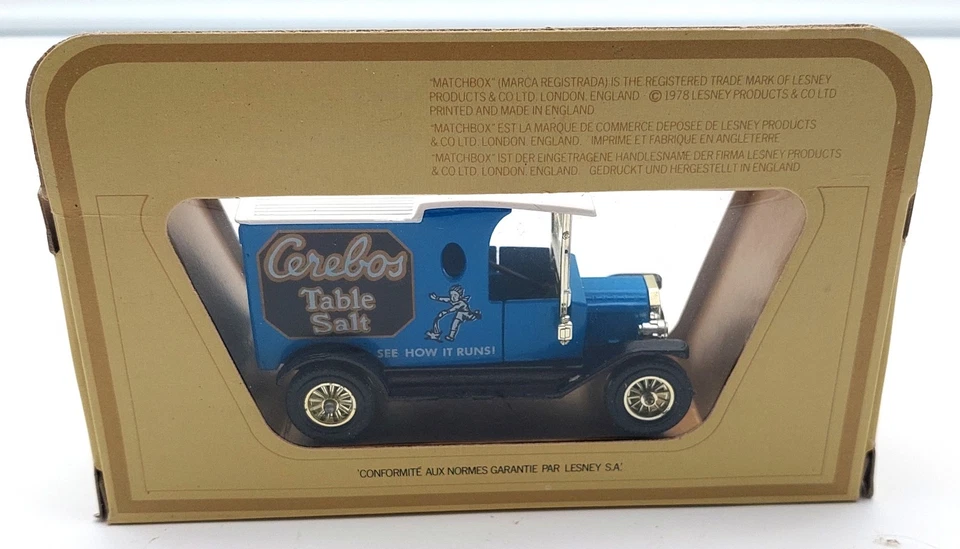 "MATCHBOX" (MARCA REGISTRADA) IS THE REGISTERED TRADE MARK OF LESNEY
PRODUCTS & CO LTD. LONDON. ENGLAND © 1978 LESNEY PRODUCTS & CO LTD
PRINTED AND MADE IN ENGLAND
"MATCHBOX" EST LA MARQUE DE COMMERCE DEPOSEE DE LESNEY PRODUCTS
& CO LTD. LONDON. ENGLAND. IMPRIME ET FABRIQUE EN ANGLETERRE
"MATCHBOX" IST DER EINGETRAGENE HANDLESNAME DER FIRMA LESNEY PRODUCTS
& CO LTD. LONDON. ENGLAND GEDRUCKT UND HERGESTELLT IN ENGLAND
Cerebos
Table
Salt
SEE HOW IT RUNS!
'CONFORMITÉ AUX NORMES GARANTIE PAR LESNEY S.A.'